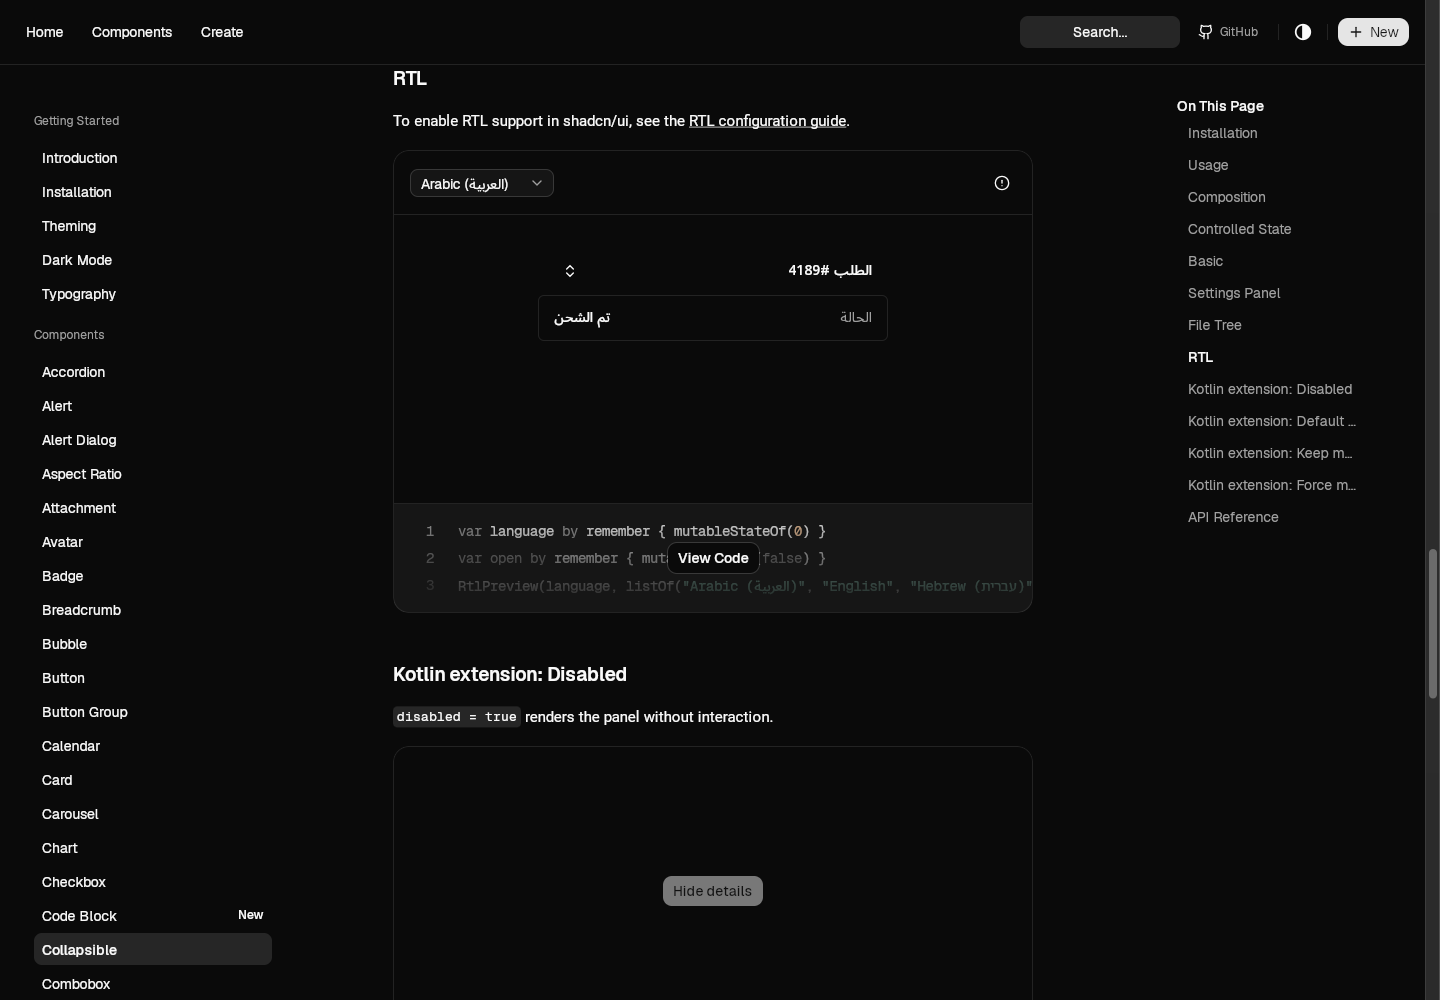 Home
Components
Create
Search...
GitHub
New
Getting Started
Introduction
Installation
Theming
Dark Mode
Typography
Components
Accordion
Alert
Alert Dialog
Aspect Ratio
Attachment
Avatar
Badge
Breadcrumb
Bubble
Button
Button Group
Calendar
Card
Carousel
Chart
Checkbox
Code Block
New
Collapsible
Combobox
RTL
To enable RTL support in shadcn/ui, see the RTL configuration guide.
Arabic (العربية)
الطلب #4189
الحالة
تم الشحن
1 var language by remember { mutableStateOf(0) }
2 var open by remember { muta
View Code
false) }
3 RtlPreview(language, listOf("Arabic (العربية)", "English", "Hebrew (עברית)"
Kotlin extension: Disabled
disabled = true renders the panel without interaction.
Hide details
On This Page
Installation
Usage
Composition
Controlled State
Basic
Settings Panel
File Tree
RTL
Kotlin extension: Disabled
Kotlin extension: Default ...
Kotlin extension: Keep m...
Kotlin extension: Force m...
API Reference